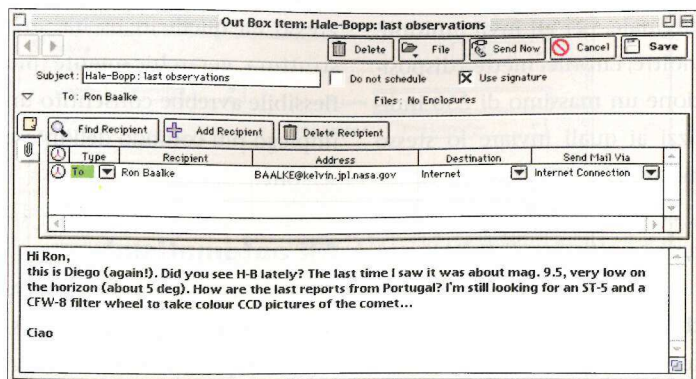 Out Box Item: Hale-Bopp: last observations
Delete File Send Now Cancel Save
Subject: Hale-Bopp: last observations Do not schedule Use signature
To: Ron Baalke Files: No Enclosures
Find Recipient Add Recipient Delete Recipient
Type Recipient Address Destination Send Mail Via
To Ron Baalke BAALKE@kelvin.jpl.nasa.gov Internet Internet Connection
Hi Ron,
this is Diego (again!). Did you see H-B lately? The last time I saw it was about mag. 9.5, very low on
the horizon (about 5 deg). How are the last reports from Portugal? I'm still looking for an ST-5 and a
CFW-8 filter wheel to take colour CCD pictures of the comet...
Ciao